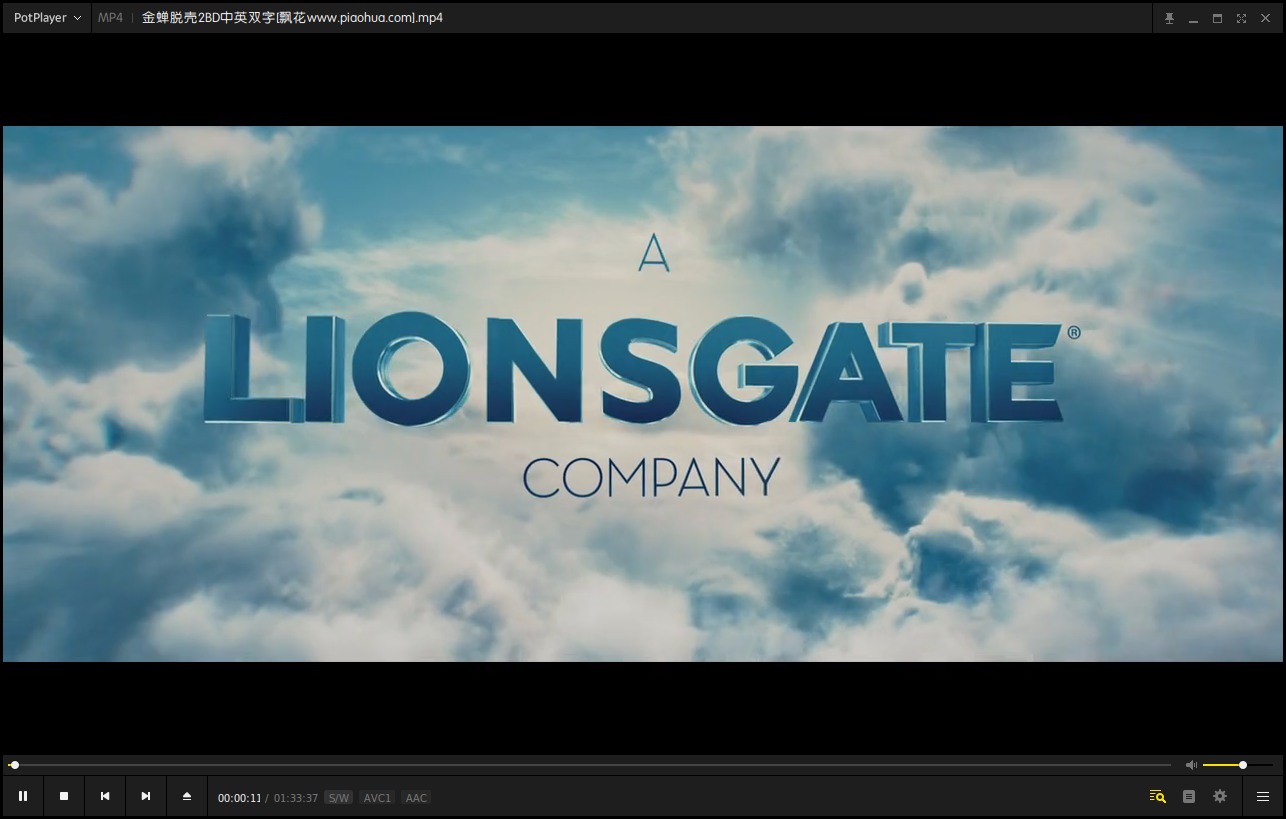 PotPlayer
MP4
金蝉脱壳2BD中英双字[飘花www.piaohua.com].mp4
A
LIONSGATE®
COMPANY
00:00:11 / 01:33:37 S/W AVC1 AAC